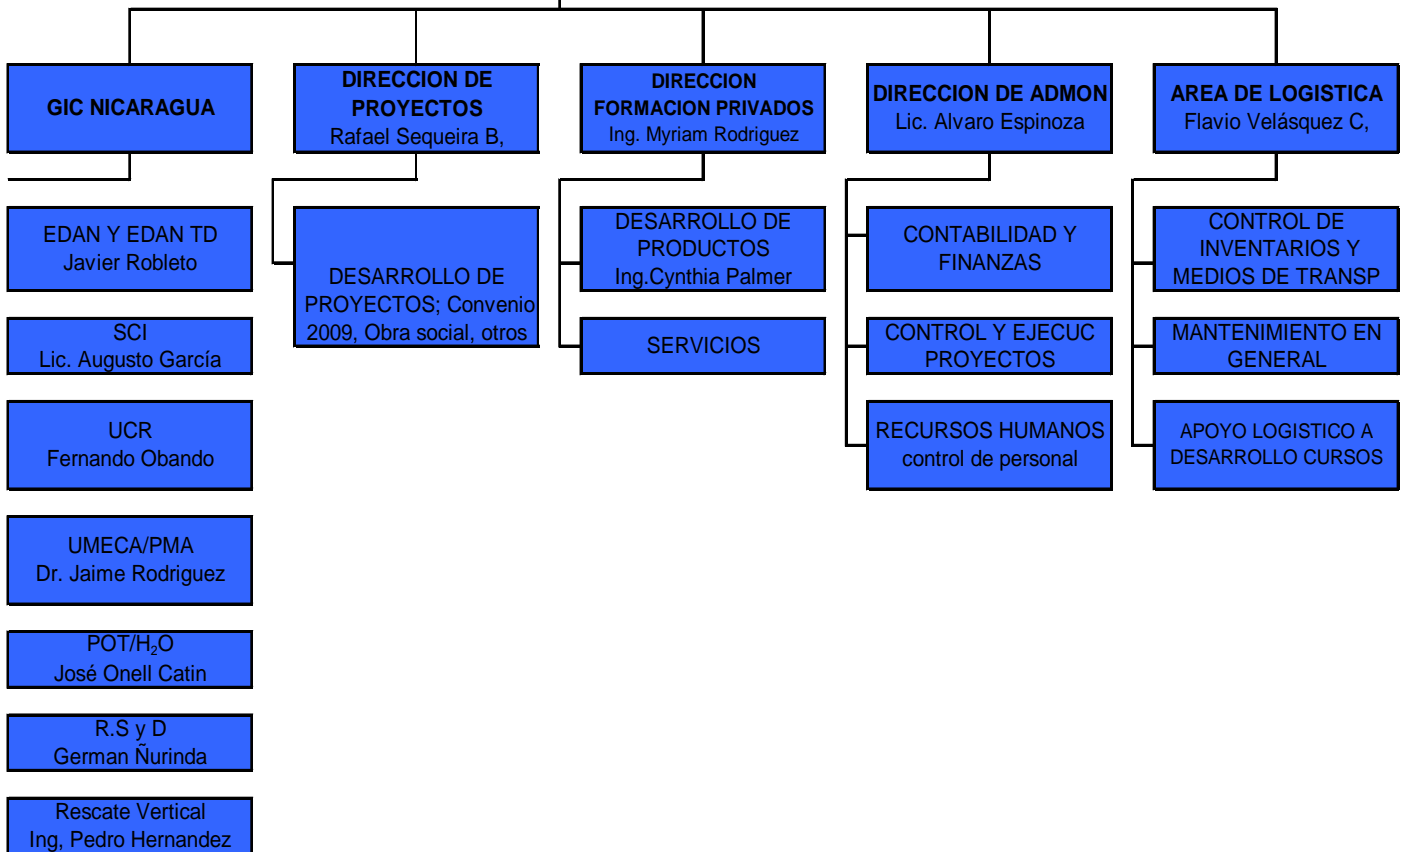 GIC NICARAGUA
DIRECCION DE
PROYECTOS
Rafael Sequeira B,
DIRECCION
FORMACION PRIVADOS
Ing. Myriam Rodriguez
DIRECCION DE ADMON
Lic. Alvaro Espinoza
AREA DE LOGISTICA
Flavio Velásquez C,
EDAN Y EDAN TD
Javier Robleto
SCI
Lic. Augusto García
UCR
Fernando Obando
UMECA/PMA
Dr. Jaime Rodriguez
POT/H₂O
José Onell Catin
R.S y D
German Ñurinda
Rescate Vertical
Ing, Pedro Hernandez
DESARROLLO DE
PROYECTOS; Convenio
2009, Obra social, otros
DESARROLLO DE
PRODUCTOS
Ing.Cynthia Palmer
SERVICIOS
CONTABILIDAD Y
FINANZAS
CONTROL Y EJECUC
PROYECTOS
RECURSOS HUMANOS
control de personal
CONTROL DE
INVENTARIOS Y
MEDIOS DE TRANSP
MANTENIMIENTO EN
GENERAL
APOYO LOGISTICO A
DESARROLLO CURSOS